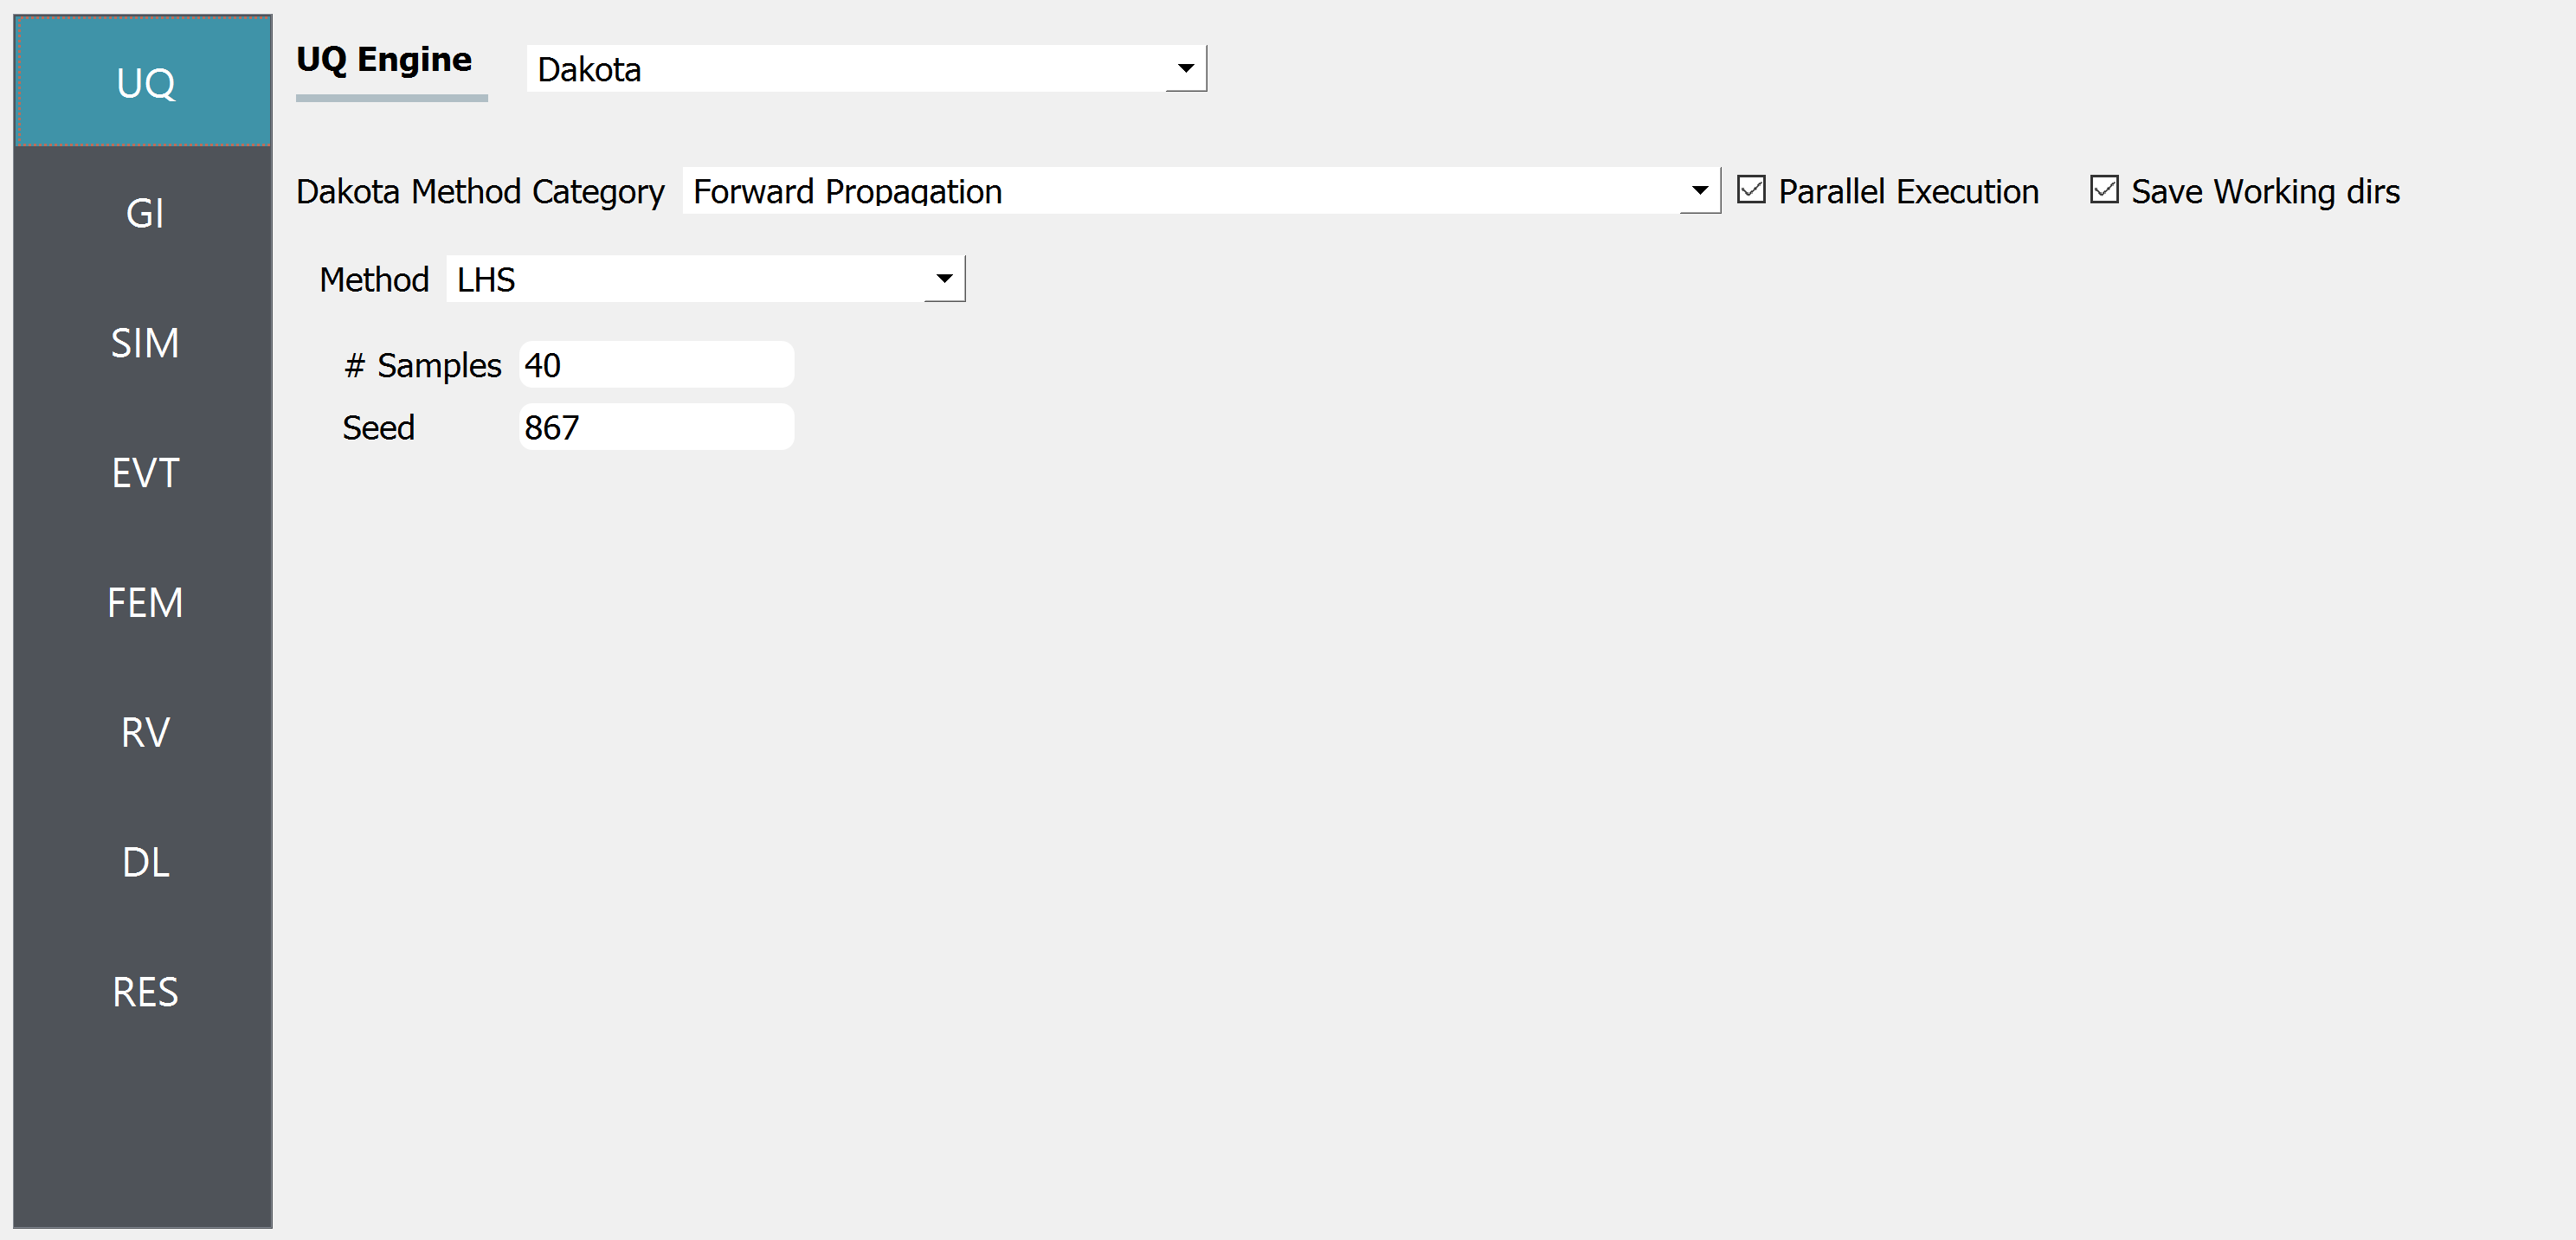 UQ
GI
SIM
EVT
FEM
RV
DL
RES
UQ Engine Dakota
Dakota Method Category Forward Propagation Parallel Execution Save Working dirs
Method LHS
# Samples 40
Seed 867